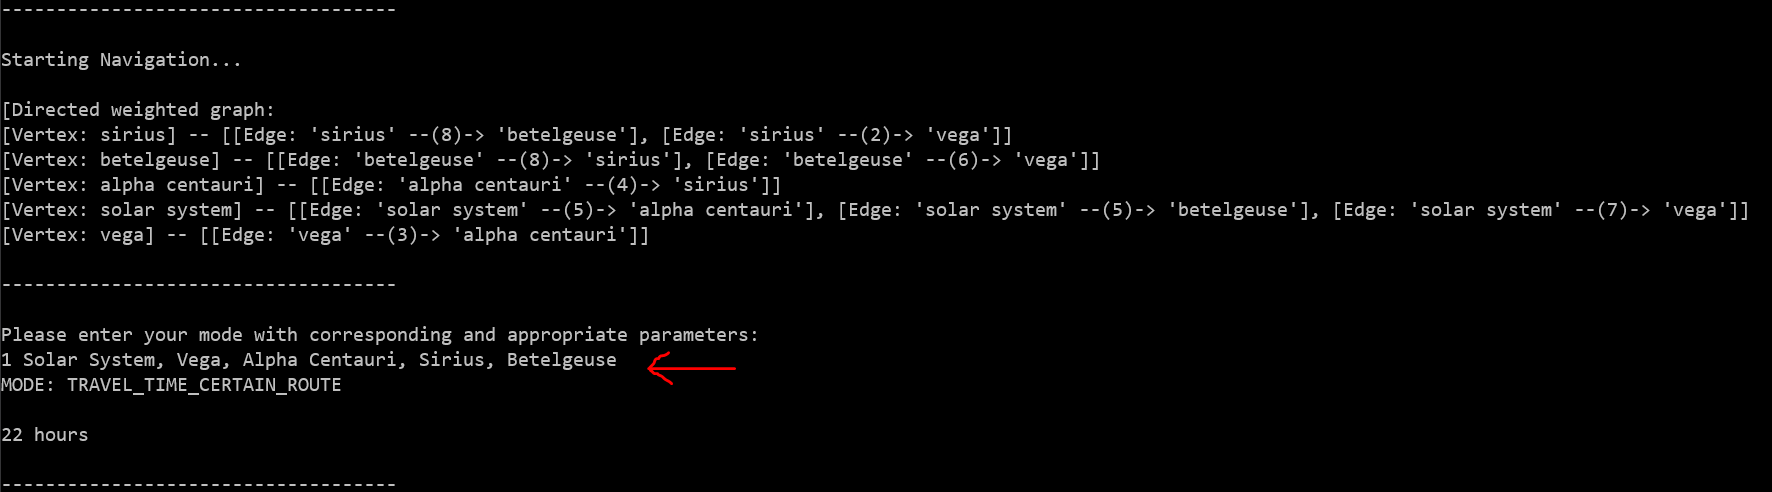 ------------------------------------
Starting Navigation...
[Directed weighted graph:
[Vertex: sirius] -- [[Edge: 'sirius' --(8)-> 'betelgeuse'], [Edge: 'sirius' --(2)-> 'vega']]
[Vertex: betelgeuse] -- [[Edge: 'betelgeuse' --(8)-> 'sirius'], [Edge: 'betelgeuse' --(6)-> 'vega']]
[Vertex: alpha centauri] -- [[Edge: 'alpha centauri' --(4)-> 'sirius']]
[Vertex: solar system] -- [[Edge: 'solar system' --(5)-> 'alpha centauri'], [Edge: 'solar system' --(5)-> 'betelgeuse'], [Edge: 'solar system' --(7)-> 'vega']]
[Vertex: vega] -- [[Edge: 'vega' --(3)-> 'alpha centauri']]
------------------------------------
Please enter your mode with corresponding and appropriate parameters:
1 Solar System, Vega, Alpha Centauri, Sirius, Betelgeuse
MODE: TRAVEL_TIME_CERTAIN_ROUTE
22 hours
------------------------------------